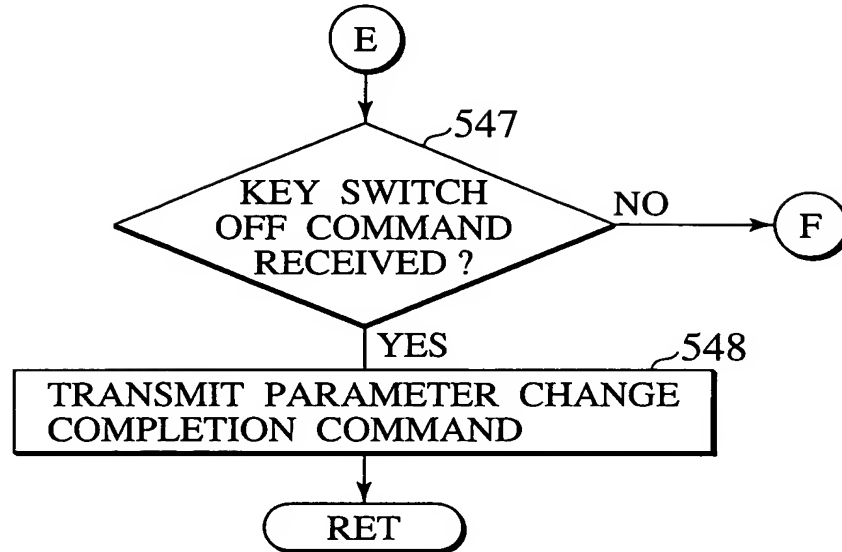 E
547
KEY SWITCH
OFF COMMAND
RECEIVED ?
NO
F
YES
548
TRANSMIT PARAMETER CHANGE
COMPLETION COMMAND
RET